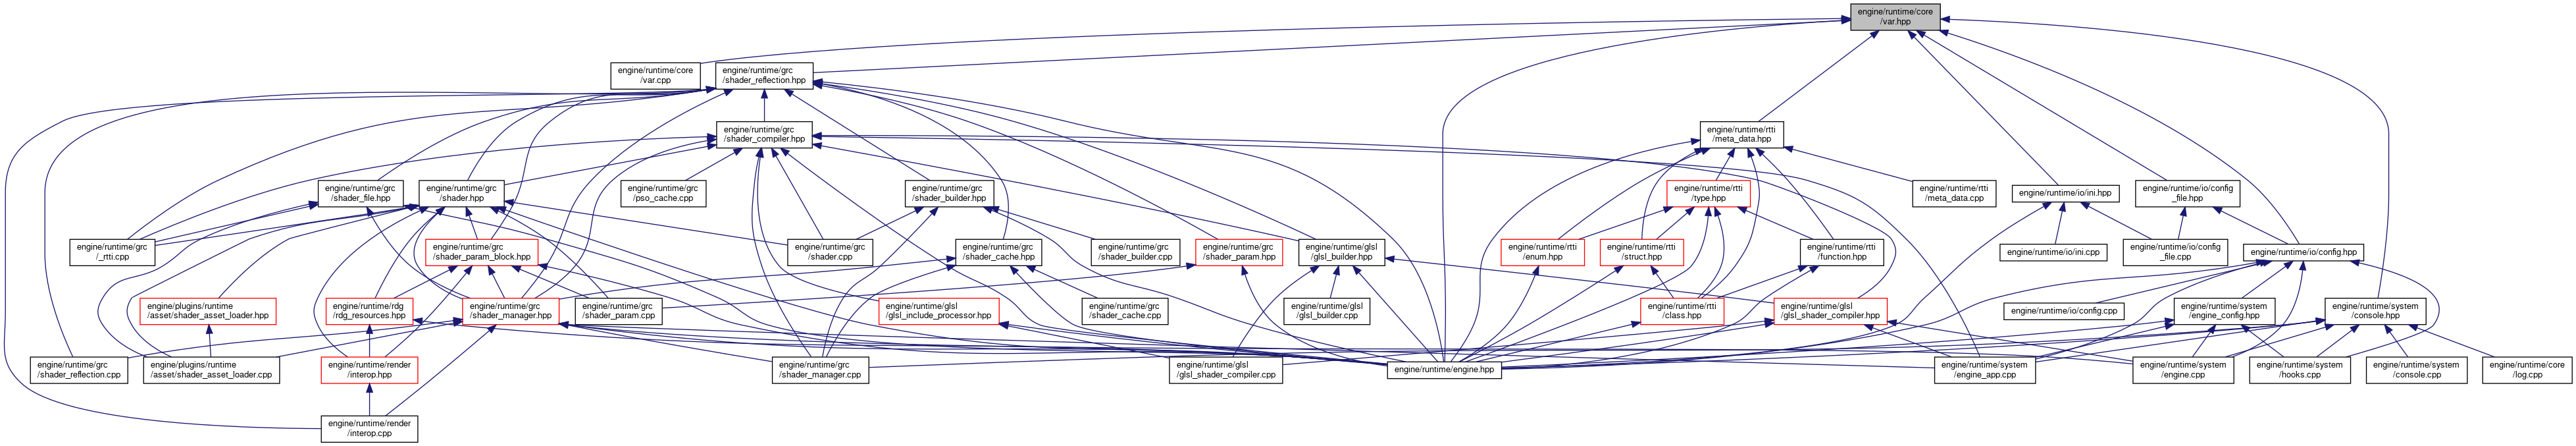 engine/runtime/core
/var.hpp
engine/runtime/core
/var.cpp
engine/runtime/grc
/shader_reflection.hpp
engine/runtime/grc
/shader_compiler.hpp
engine/runtime/rtti
/meta_data.hpp
engine/runtime/grc
/shader_file.hpp
engine/runtime/grc
/shader.hpp
engine/runtime/grc
/pso_cache.cpp
engine/runtime/grc
/shader_builder.hpp
engine/runtime/rtti
/type.hpp
engine/runtime/rtti
/meta_data.cpp
engine/runtime/io/ini.hpp
engine/runtime/io/config
_file.hpp
engine/runtime/grc
/_rtti.cpp
engine/runtime/grc
/shader_param_block.hpp
engine/runtime/grc
/shader.cpp
engine/runtime/grc
/shader_cache.hpp
engine/runtime/grc
/shader_builder.cpp
engine/runtime/grc
/shader_param.hpp
engine/runtime/glsl
/glsl_builder.hpp
engine/runtime/rtti
/enum.hpp
engine/runtime/rtti
/struct.hpp
engine/runtime/rtti
/function.hpp
engine/runtime/io/ini.cpp
engine/runtime/io/config
_file.cpp
engine/runtime/io/config.hpp
engine/plugins/runtime
/asset/shader_asset_loader.hpp
engine/runtime/rdg
/rdg_resources.hpp
engine/runtime/grc
/shader_manager.hpp
engine/runtime/grc
/shader_param.cpp
engine/runtime/glsl
/glsl_include_processor.hpp
engine/runtime/grc
/shader_cache.cpp
engine/runtime/glsl
/glsl_builder.cpp
engine/runtime/rtti
/class.hpp
engine/runtime/glsl
/glsl_shader_compiler.hpp
engine/runtime/io/config.cpp
engine/runtime/system
/engine_config.hpp
engine/runtime/system
/console.hpp
engine/runtime/grc
/shader_reflection.cpp
engine/plugins/runtime
/asset/shader_asset_loader.cpp
engine/runtime/render
/interop.hpp
engine/runtime/grc
/shader_manager.cpp
engine/runtime/glsl
/glsl_shader_compiler.cpp
engine/runtime/engine.hpp
engine/runtime/system
/engine_app.cpp
engine/runtime/system
/engine.cpp
engine/runtime/system
/hooks.cpp
engine/runtime/system
/console.cpp
engine/runtime/core
/log.cpp
engine/runtime/render
/interop.cpp